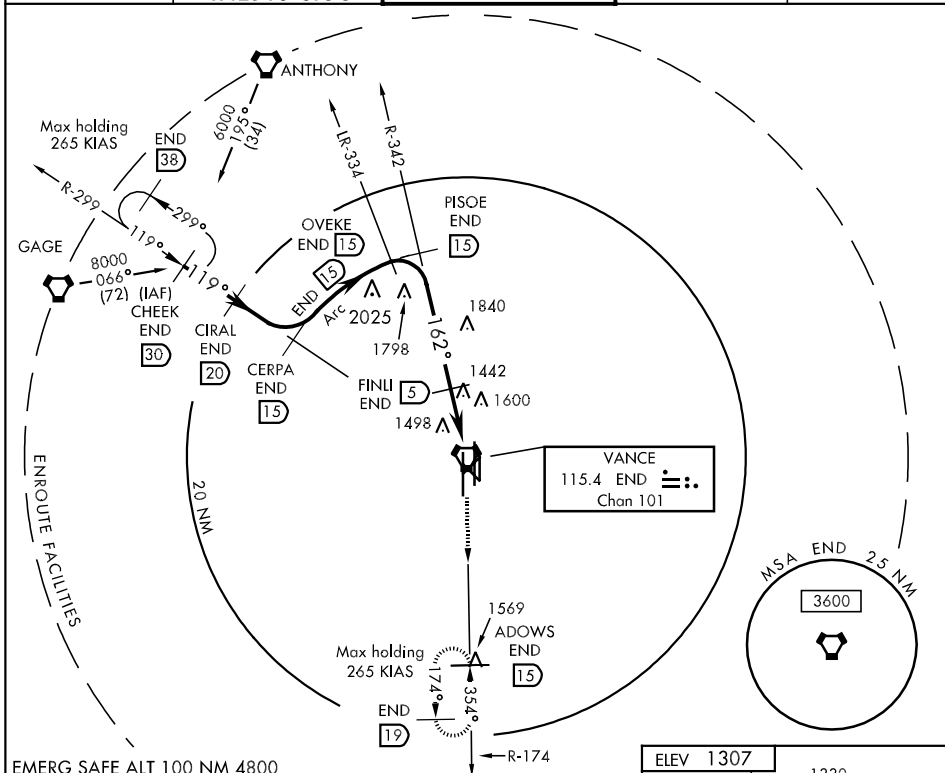 ANTHONY
6000
195°
(34)
Max holding
265 KIAS
END
38
R-299
299°
119°
119°
LR-334
R-342
GAGE
8000
066°
(72)
(IAF)
CHEEK
END
30
CIRAL
END
20
CERPA
END
15
OVEKE
END 15
END 15
Arc
PISOE
END
15
2025
1798
1840
162°
FINLI
END 5
1442
1600
1498
VANCE
115.4 END
Chan 101
20 NM
ENROUTE FACILITIES
MSA END 25 NM
3600
1569
ADOWS
END
15
Max holding
265 KIAS
174°
354°
END
19
R-174
EMERG SAFE ALT 100 NM 4800
ELEV 1307